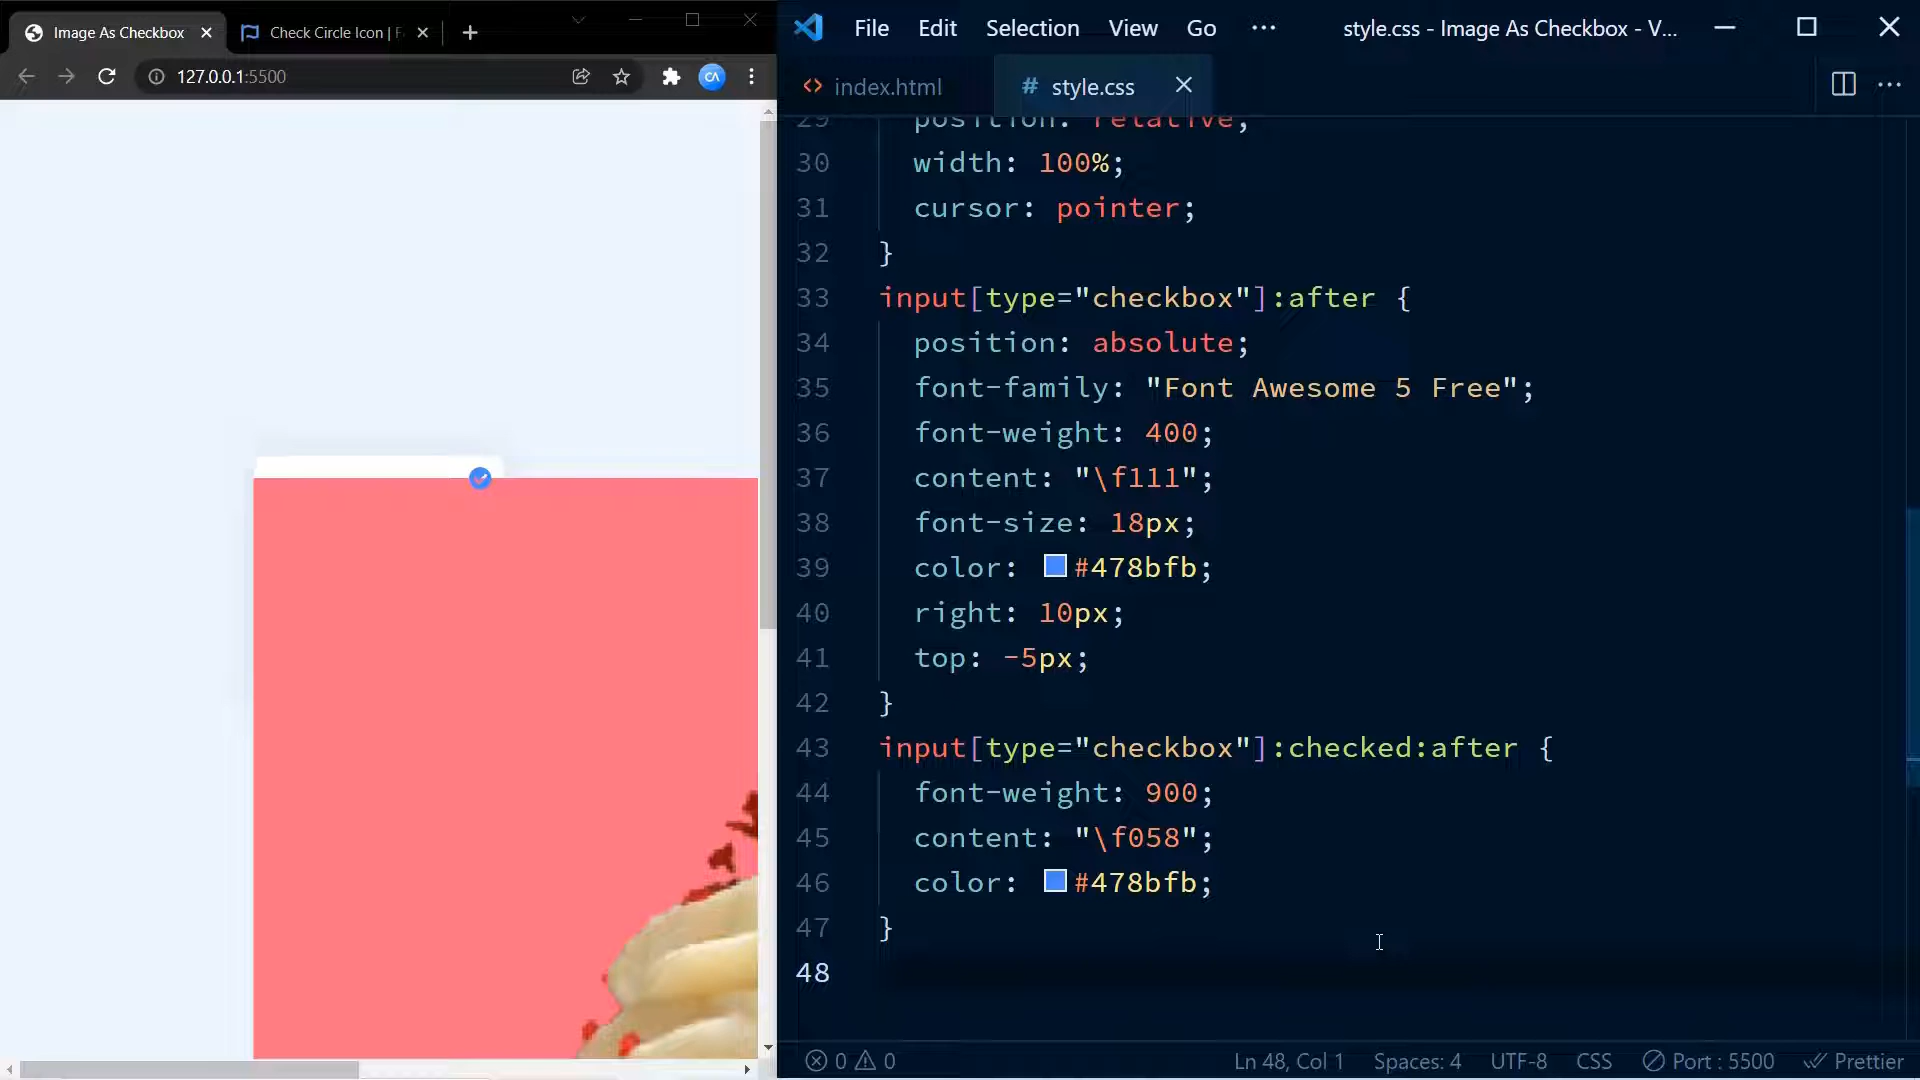 Image As Checkbox
Check Circle Icon | F
127.0.0.1:5500
CA
File Edit Selection View Go ··· style.css - Image As Checkbox - V...
<> index.html # style.css
29 position: relative;
30 width: 100%;
31 cursor: pointer;
32 }
33 input[type="checkbox"]:after {
34 position: absolute;
35 font-family: "Font Awesome 5 Free";
36 font-weight: 400;
37 content: "\f111";
38 font-size: 18px;
39 color: #478bfb;
40 right: 10px;
41 top: -5px;
42 }
43 input[type="checkbox"]:checked:after {
44 font-weight: 900;
45 content: "\f058";
46 color: #478bfb;
47 }
48
0 0 Ln 48, Col 1 Spaces: 4 UTF-8 CSS Port : 5500 Prettier